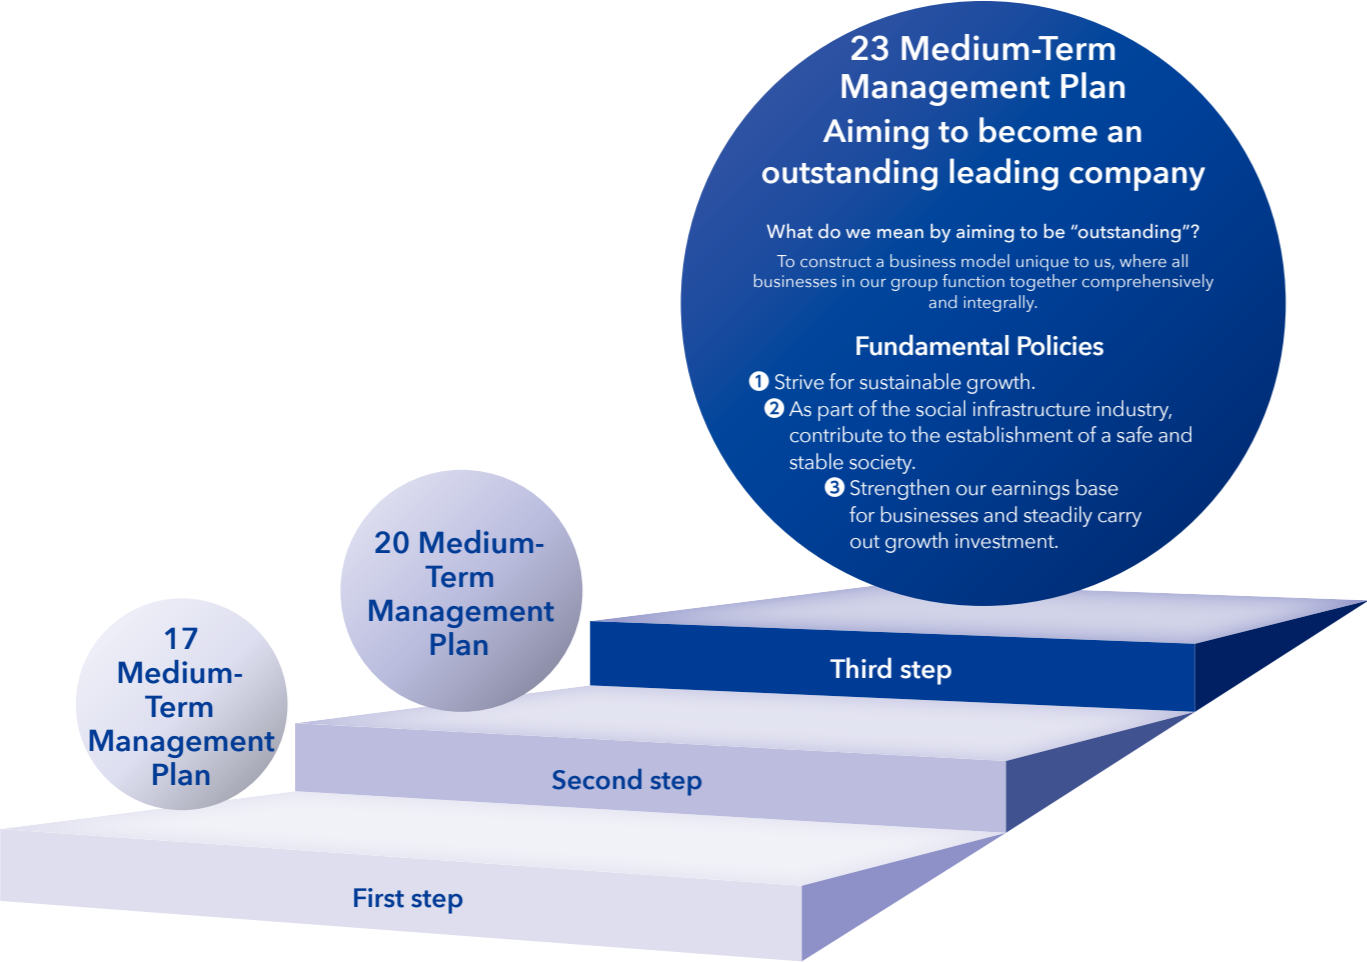 23 Medium-Term
Management Plan
Aiming to become an
outstanding leading company
What do we mean by aiming to be “outstanding”?
To construct a business model unique to us, where all
businesses in our group function together comprehensively
and integrally.
Fundamental Policies
❶ Strive for sustainable growth.
❷ As part of the social infrastructure industry,
contribute to the establishment of a safe and
stable society.
❸ Strengthen our earnings base
for businesses and steadily carry
out growth investment.
Third step
20 Medium-
Term
Management
Plan
Second step
17
Medium-
Term
Management
Plan
First step